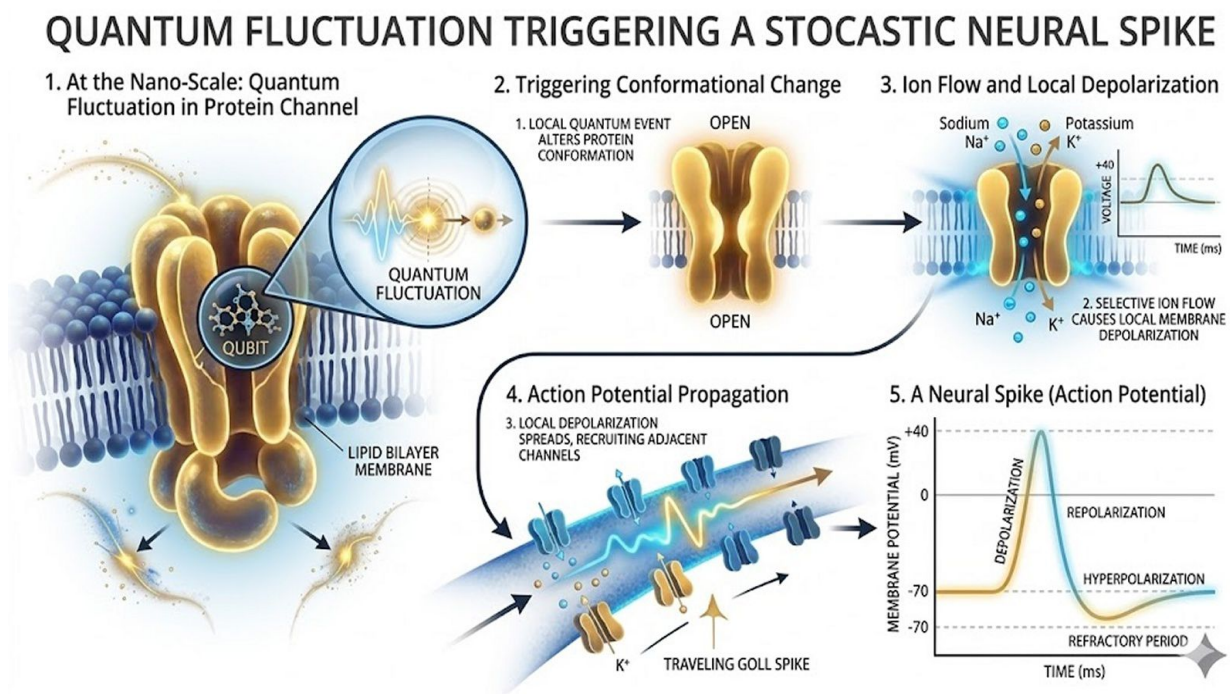 QUANTUM FLUCTUATION TRIGGERING A STOCASTIC NEURAL SPIKE
1. At the Nano-Scale: Quantum
Fluctuation in Protein Channel
QUANTUM
FLUCTUATION
QUBIT
LIPID BILAYER
MEMBRANE
2. Triggering Conformational Change
1. LOCAL QUANTUM EVENT
ALTERS PROTEIN
CONFORMATION
OPEN
OPEN
3. Ion Flow and Local Depolarization
Sodium
Na⁺
Potassium
K⁺
+40
VOLTAGE
TIME (ms)
Na⁺
K⁺
2. SELECTIVE ION FLOW
CAUSES LOCAL MEMBRANE
DEPOLARIZATION
4. Action Potential Propagation
3. LOCAL DEPOLARIZATION
SPREADS, RECRUITING ADJACENT
CHANNELS
K⁺
TRAVELING GOLL SPIKE
5. A Neural Spike (Action Potential)
MEMBRANE POTENTIAL (mV)
+40
0
-70
-70
DEPOLARIZATION
REPOLARIZATION
HYPERPOLARIZATION
REFRACTORY PERIOD
TIME (ms)